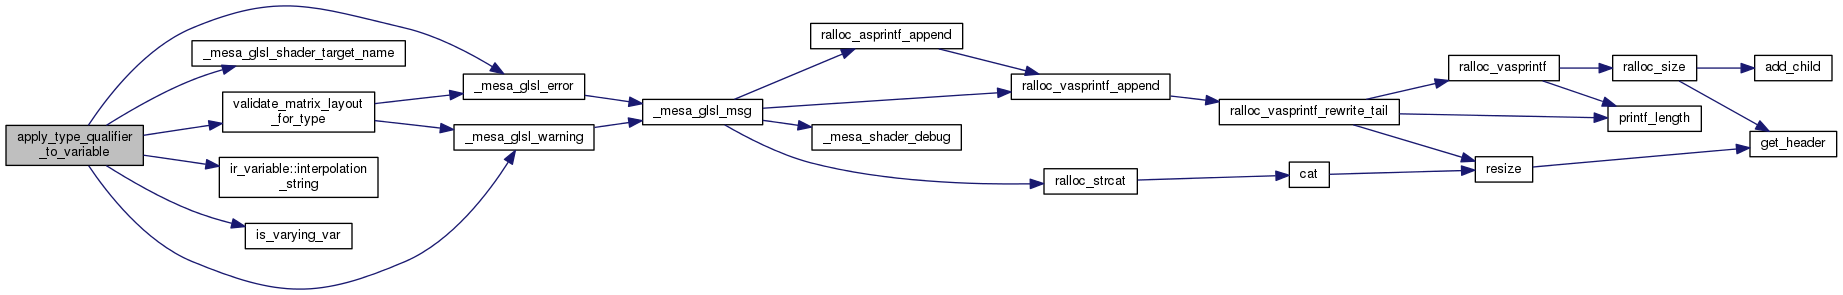 apply_type_qualifier
_to_variable
_mesa_glsl_shader_target_name
validate_matrix_layout
_for_type
ir_variable::interpolation
_string
is_varying_var
_mesa_glsl_error
_mesa_glsl_warning
_mesa_glsl_msg
ralloc_asprintf_append
_mesa_shader_debug
ralloc_vasprintf_append
ralloc_strcat
ralloc_vasprintf_rewrite_tail
cat
ralloc_vasprintf
resize
ralloc_size
printf_length
add_child
get_header